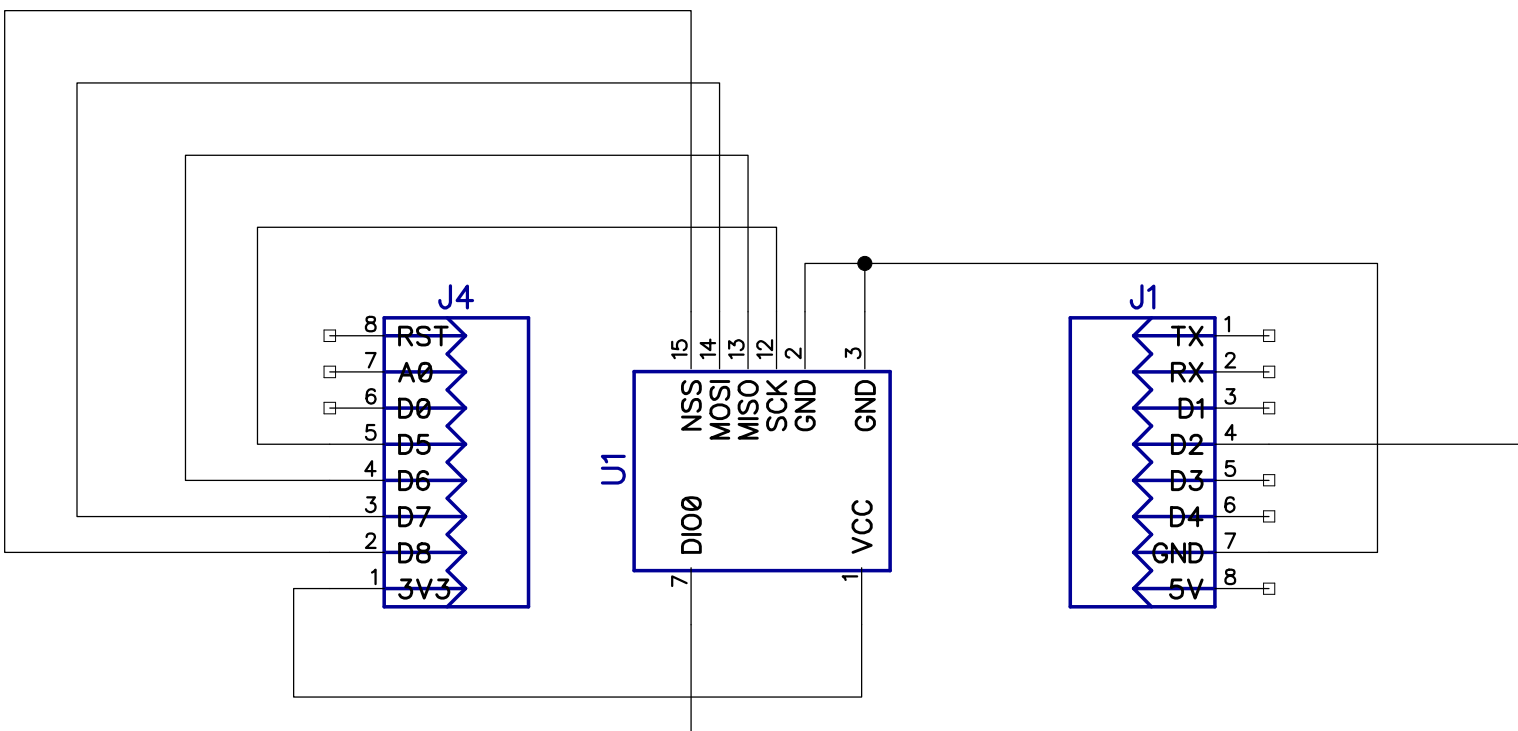 J4
8 RST
7 A0
6 D0
5 D5
4 D6
3 D7
2 D8
1 3V3
U1
15 NSS
14 MOSI
13 MISO
12 SCK
2 GND
3 GND
7 DIO0
1 VCC
J1
TX 1
RX 2
D1 3
D2 4
D3 5
D4 6
GND 7
5V 8